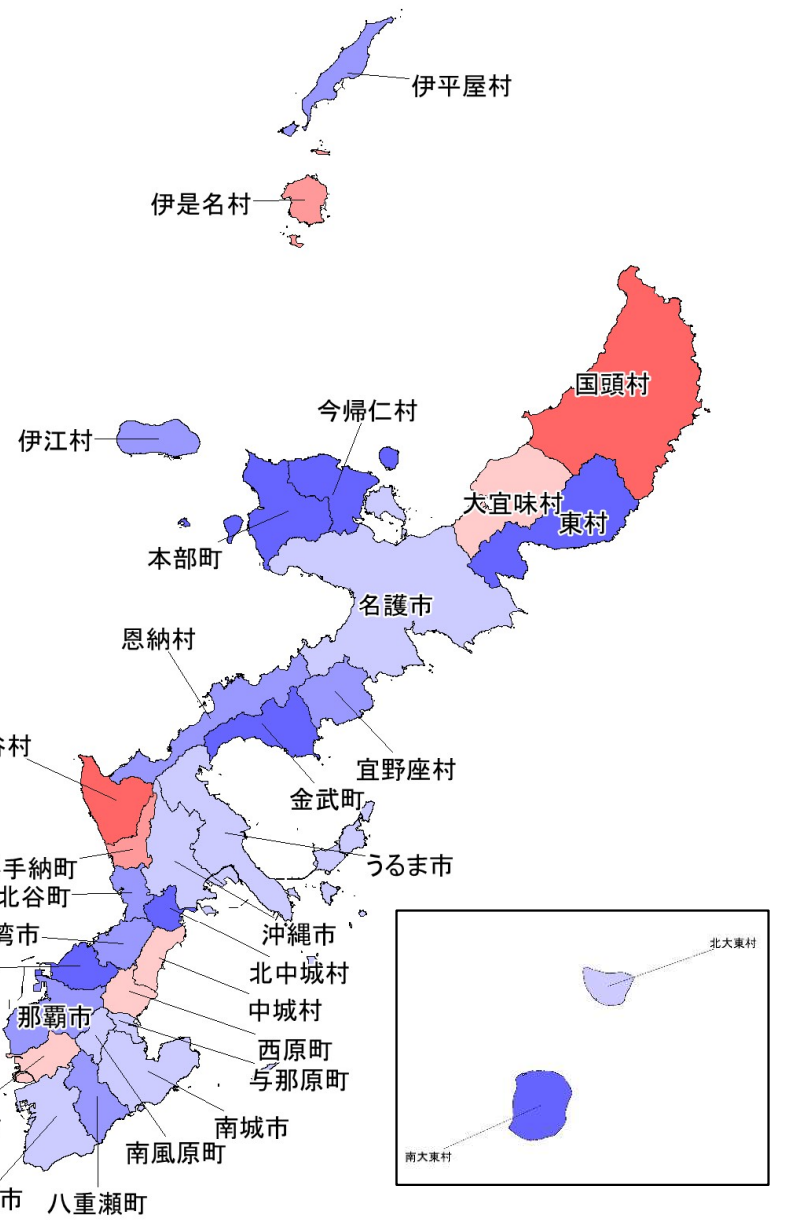 伊平屋村
伊是名村
国頭村
今帰仁村
伊江村
大宜味村
東村
本部町
名護市
恩納村
谷村
宜野座村
金武町
うるま市
手納町
北谷町
湾市
沖縄市
北大東村
北中城村
中城村
那覇市
西原町
与那原町
南城市
南風原町
南大東村
市
八重瀬町